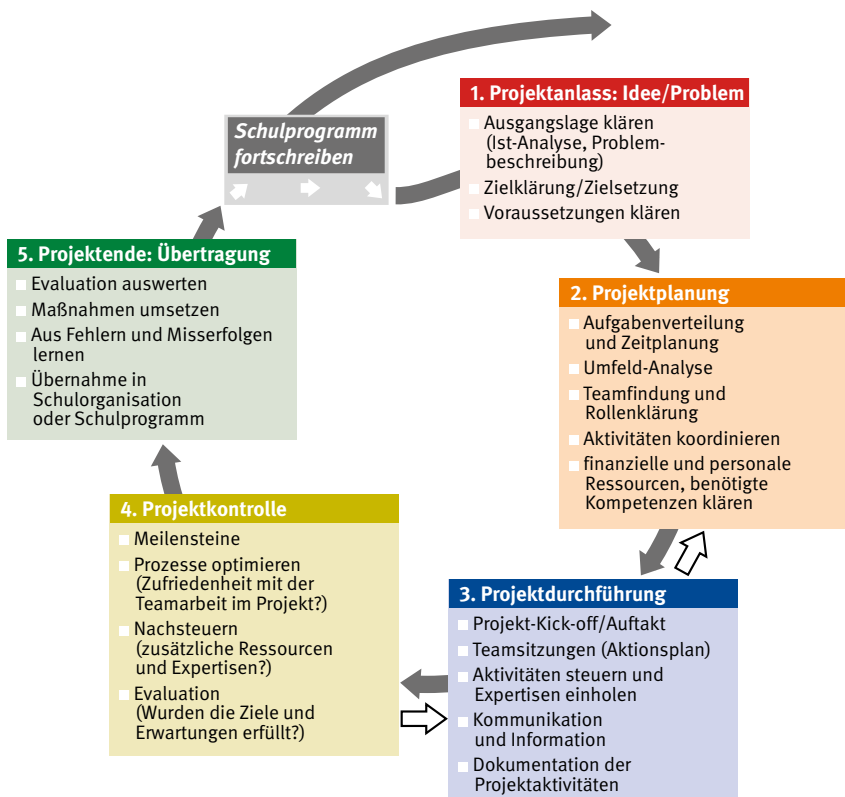 Schulprogramm
fortschreiben
1. Projektanlass: Idee/Problem
Ausgangslage klären
(Ist-Analyse, Problem-
beschreibung)
Zielklärung/Zielsetzung
Voraussetzungen klären
2. Projektplanung
Aufgabenverteilung
und Zeitplanung
Umfeld-Analyse
Teamfindung und
Rollenklärung
Aktivitäten koordinieren
finanzielle und personale
Ressourcen, benötigte
Kompetenzen klären
3. Projektdurchführung
Projekt-Kick-off/Auftakt
Teamsitzungen (Aktionsplan)
Aktivitäten steuern und
Expertisen einholen
Kommunikation
und Information
Dokumentation der
Projektaktivitäten
4. Projektkontrolle
Meilensteine
Prozesse optimieren
(Zufriedenheit mit der
Teamarbeit im Projekt?)
Nachsteuern
(zusätzliche Ressourcen
und Expertisen?)
Evaluation
(Wurden die Ziele und
Erwartungen erfüllt?)
5. Projektende: Übertragung
Evaluation auswerten
Maßnahmen umsetzen
Aus Fehlern und Misserfolgen
lernen
Übernahme in
Schulorganisation
oder Schulprogramm